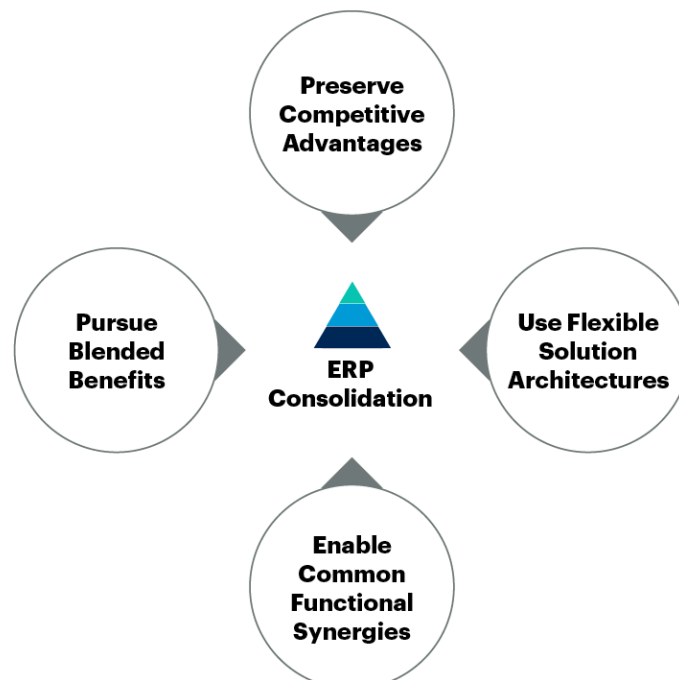 Preserve
Competitive
Advantages
Pursue
Blended
Benefits
ERP
Consolidation
Use Flexible
Solution
Architectures
Enable
Common
Functional
Synergies